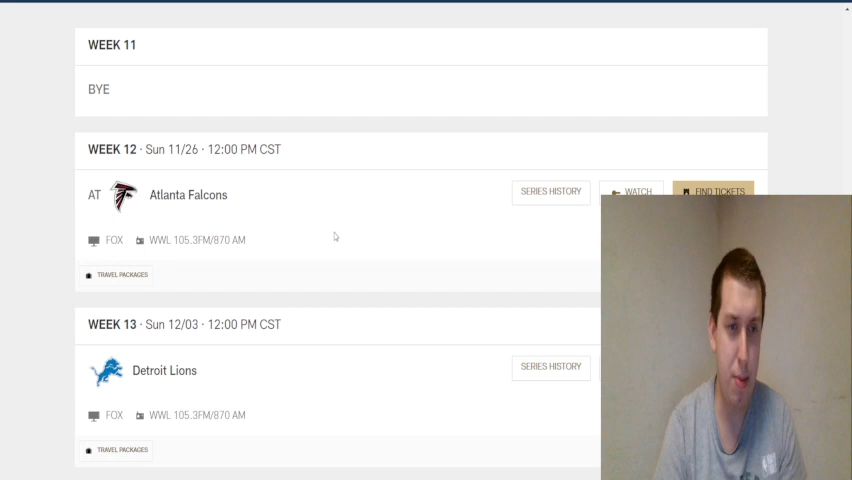 WEEK 11
BYE
WEEK 12 · Sun 11/26 · 12:00 PM CST
AT Atlanta Falcons SERIES HISTORY WATCH FIND TICKETS
FOX WWL 105.3FM/870 AM
TRAVEL PACKAGES
WEEK 13 · Sun 12/03 · 12:00 PM CST
Detroit Lions SERIES HISTORY
FOX WWL 105.3FM/870 AM
TRAVEL PACKAGES